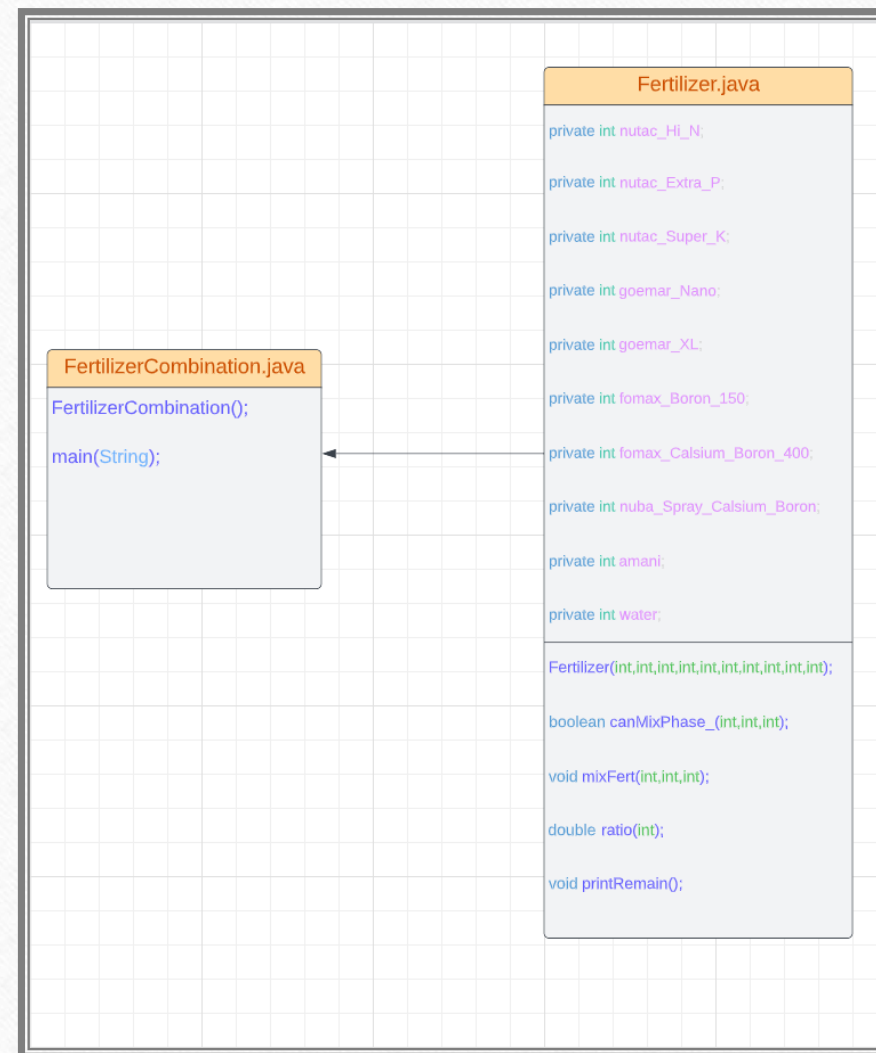 FertilizerCombination.java
FertilizerCombination();
main(String);
Fertilizer.java
private int nutac_Hi_N;
private int nutac_Extra_P;
private int nutac_Super_K;
private int goemar_Nano;
private int goemar_XL;
private int fomax_Boron_150;
private int fomax_Calsium_Boron_400;
private int nuba_Spray_Calsium_Boron;
private int amani;
private int water;
Fertilizer(int,int,int,int,int,int,int,int,int,int);
boolean canMixPhase_(int,int,int);
void mixFert(int,int,int);
double ratio(int);
void printRemain();